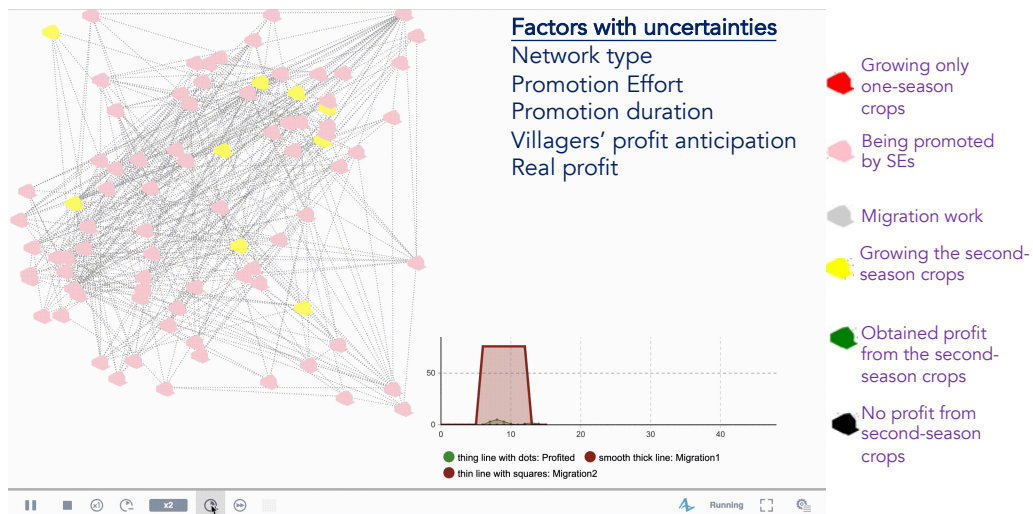 Factors with uncertainties
Network type
Promotion Effort
Promotion duration
Villagers' profit anticipation
Real profit
Growing only
one-season
crops
Being promoted
by SEs
Migration work
Growing the second-
season crops
Obtained profit
from the second-
season crops
No profit from
second-season
crops
50
0
0 10 20 30 40
thing line with dots: Profited smooth thick line: Migration1
thin line with squares: Migration2
x1 x2 Running